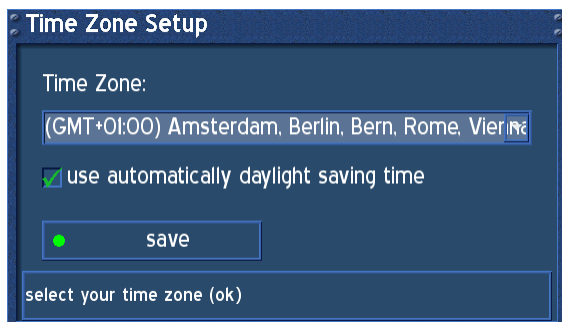 Time Zone Setup
Time Zone:
(GMT+01:00) Amsterdam, Berlin, Bern, Rome, Vienna
use automatically daylight saving time
save
select your time zone (ok)